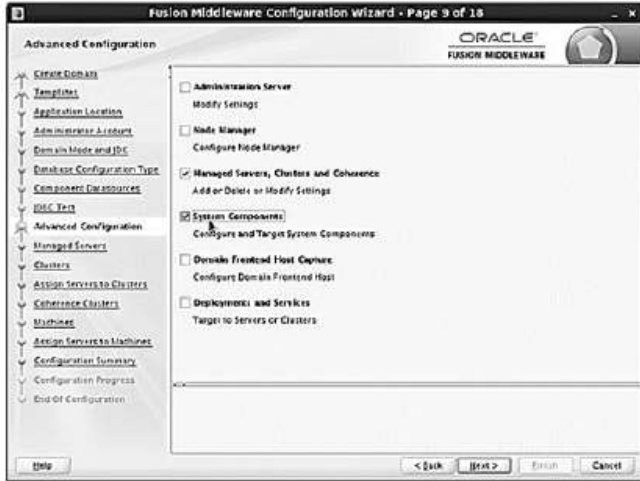 Fusion Middleware Configuration Wizard - Page 9 of 18
Advanced Configuration
ORACLE
FUSION MIDDLEWARE
Create Domain
Templates
Application Location
Administrator Account
Domain Mode and JDK
Database Configuration Type
Component Datasources
JDBC Test
Advanced Configuration
Managed Servers
Clusters
Assign Servers to Clusters
Coherence Clusters
Machines
Assign Servers to Machines
Configuration Summary
Configuration Progress
End Of Configuration
Administration Server
Modify Settings
Node Manager
Configure Node Manager
Managed Servers, Clusters and Coherence
Add or Delete or Modify Settings
System Components
Configure and Target System Components
Domain Frontend Host Capture
Configure Domain Frontend Host
Deployments and Services
Target to Servers or Clusters
Help
< Back
Next >
Finish
Cancel